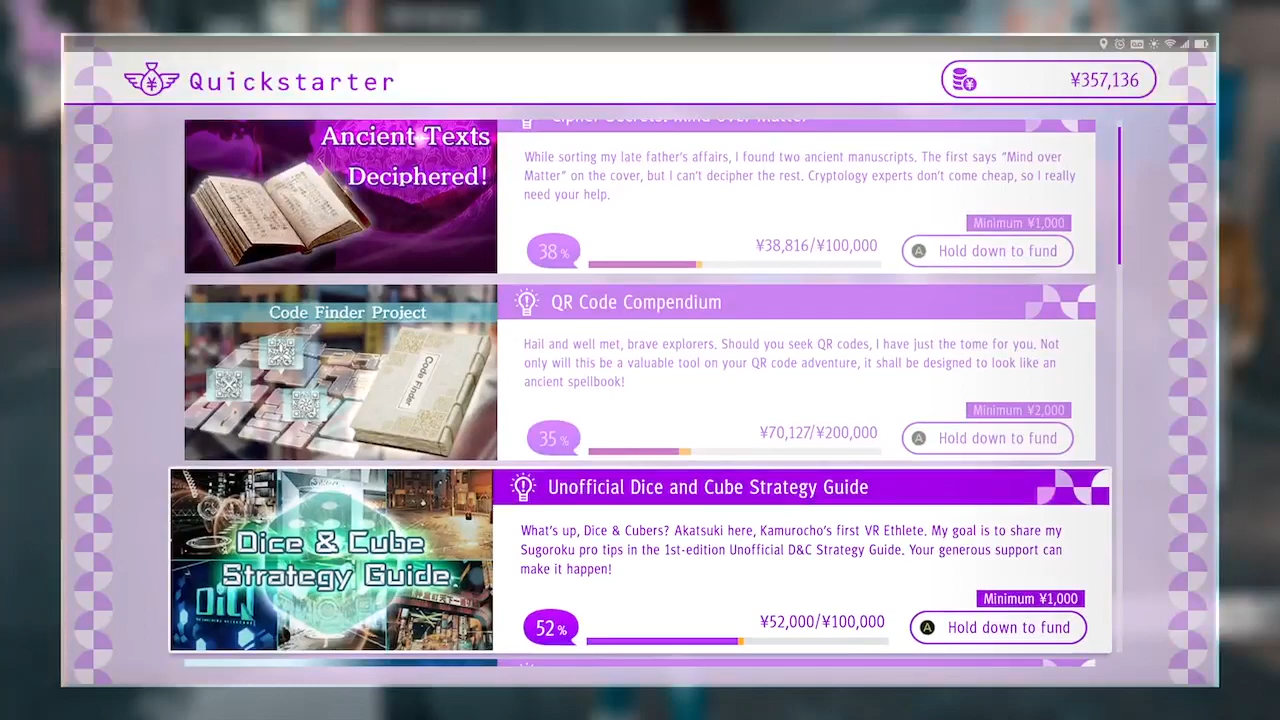 Quickstarter
¥357,136
Ancient Texts
Deciphered!
Cipher Secrets: Mind over Matter
While sorting my late father's affairs, I found two ancient manuscripts. The first says "Mind over
Matter" on the cover, but I can't decipher the rest. Cryptology experts don't come cheap, so I really
need your help.
Minimum ¥1,000
38%
¥38,816/¥100,000
A Hold down to fund
Code Finder Project
Code Finder
QR Code Compendium
Hail and well met, brave explorers. Should you seek QR codes, I have just the tome for you. Not
only will this be a valuable tool on your QR code adventure, it shall be designed to look like an
ancient spellbook!
Minimum ¥2,000
35%
¥70,127/¥200,000
A Hold down to fund
Dice & Cube
Strategy Guide
Unofficial Dice and Cube Strategy Guide
What's up, Dice & Cubers? Akatsuki here, Kamurocho's first VR Ethlete. My goal is to share my
Sugoroku pro tips in the 1st-edition Unofficial D&C Strategy Guide. Your generous support can
make it happen!
Minimum ¥1,000
52%
¥52,000/¥100,000
A Hold down to fund